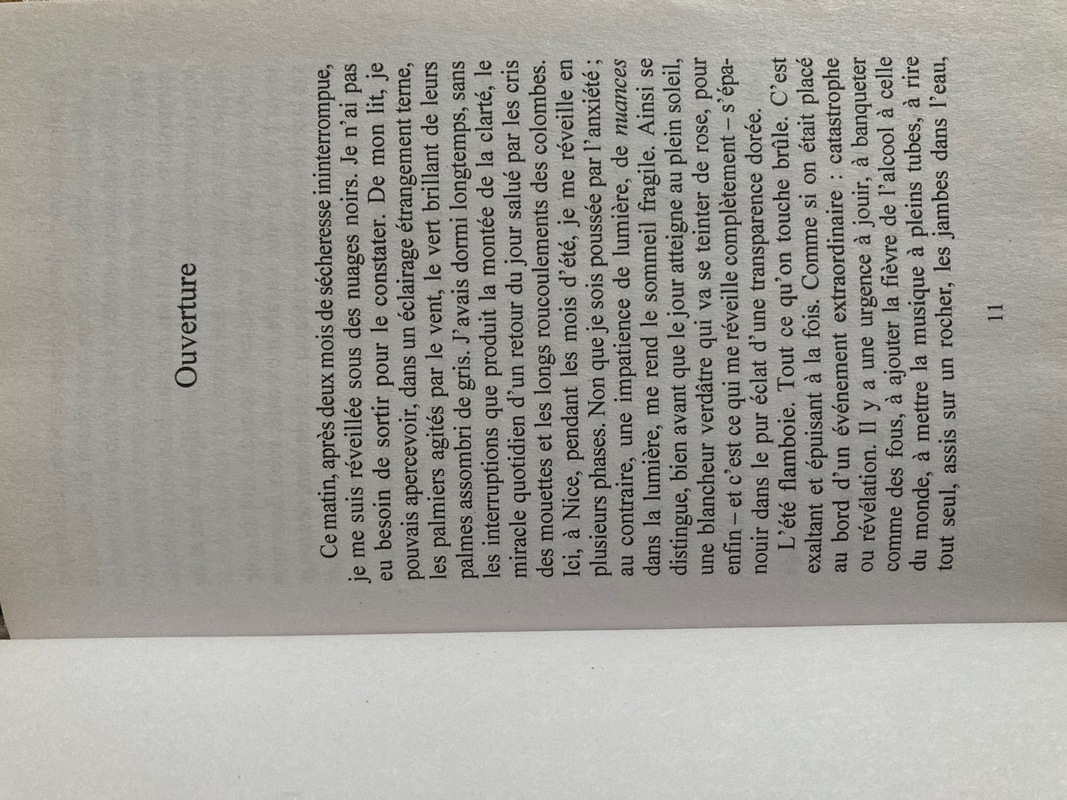 Ouverture
Ce matin, après deux mois de sécheresse ininterrompue,
je me suis réveillée sous des nuages noirs. Je n’ai pas
eu besoin de sortir pour le constater. De mon lit, je
pouvais apercevoir, dans un éclairage étrangement terne,
les palmiers agités par le vent, le vert brillant de leurs
palmes assombri de gris. J’avais dormi longtemps, sans
les interruptions que produit la montée de la clarté, le
miracle quotidien d’un retour du jour salué par les cris
des mouettes et les longs roucoulements des colombes.
Ici, à Nice, pendant les mois d’été, je me réveille en
plusieurs phases. Non que je sois poussée par l’anxiété ;
au contraire, une impatience de lumière, de nuances
dans la lumière, me rend le sommeil fragile. Ainsi se
distingue, bien avant que le jour atteigne au plein soleil,
une blancheur verdâtre qui va se teinter de rose, pour
enfin – et c’est ce qui me réveille complètement – s’épa-
nouir dans le pur éclat d’une transparence dorée.
L’été flamboie. Tout ce qu’on touche brûle. C’est
exaltant et épuisant à la fois. Comme si on était placé
au bord d’un événement extraordinaire : catastrophe
ou révélation. Il y a une urgence à jouir, à banqueter
comme des fous, à ajouter la fièvre de l’alcool à celle
du monde, à mettre la musique à pleins tubes, à rire
tout seul, assis sur un rocher, les jambes dans l’eau,
11